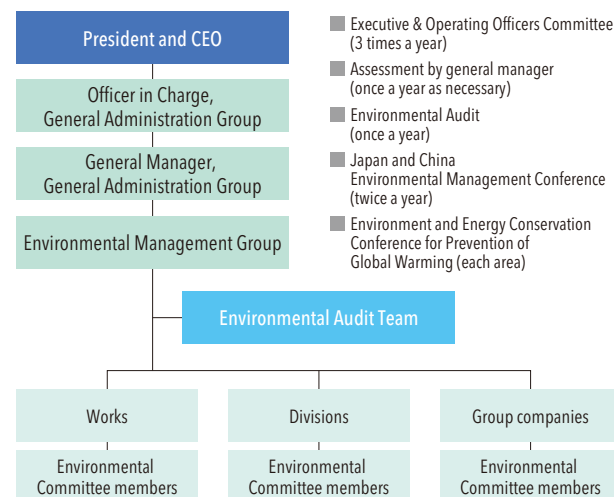 President and CEO
Officer in Charge,
General Administration Group
General Manager,
General Administration Group
Environmental Management Group
Executive & Operating Officers Committee
(3 times a year)
Assessment by general manager
(once a year as necessary)
Environmental Audit
(once a year)
Japan and China
Environmental Management Conference
(twice a year)
Environment and Energy Conservation
Conference for Prevention of
Global Warming (each area)
Environmental Audit Team
Works
Divisions
Group companies
Environmental
Committee members
Environmental
Committee members
Environmental
Committee members